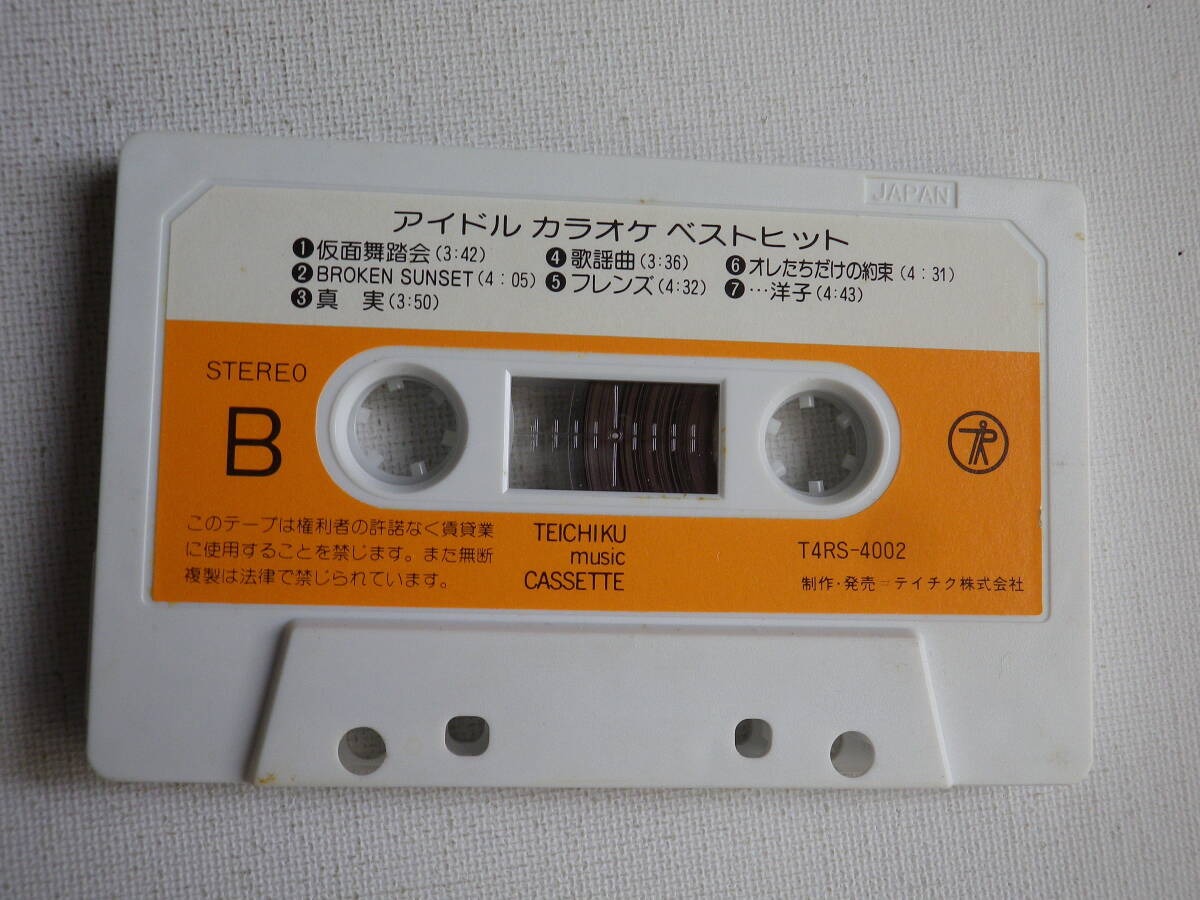 JAPAN
アイドル カラオケ ベストヒット
❶仮面舞踏会(3:42)
❷BROKEN SUNSET(4:05)
❸真 実(3:50)
❹歌謡曲(3:36)
❺フレンズ(4:32)
❻オレたちだけの約束(4:31)
❼…洋子(4:43)
STEREO
B
このテープは権利者の許諾なく賃貸業
に使用することを禁じます。また無断
複製は法律で禁じられています。
TEICHIKU
music
CASSETTE
T4RS-4002
制作・発売=テイチク株式会社